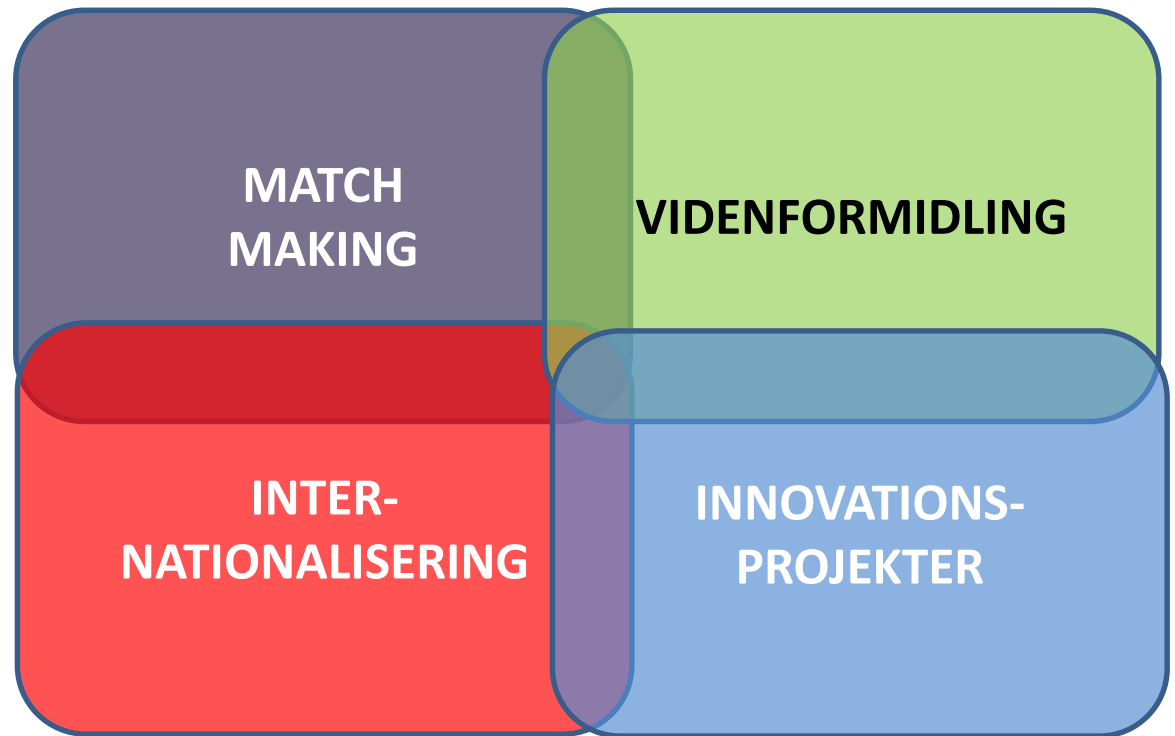 MATCH
MAKING
VIDENFORMIDLING
INTER-
NATIONALISERING
INNOVATIONS-
PROJEKTER